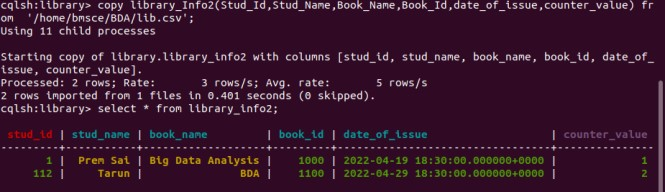 cqlsh:library> copy library_Info2(Stud_Id,Stud_Name,Book_Name,Book_Id,date_of_issue,counter_value) fr
om  '/home/bmsce/BDA/lib.csv';
Using 11 child processes
Starting copy of library.library_info2 with columns [stud_id, stud_name, book_name, book_id, date_of_
issue, counter_value].
Processed: 2 rows; Rate:       3 rows/s; Avg. rate:       5 rows/s
2 rows imported from 1 files in 0.401 seconds (0 skipped).
cqlsh:library> select * from library_info2;
stud_id | stud_name | book_name         | book_id | date_of_issue                   | counter_value
---------+-----------+-------------------+---------+---------------------------------+---------------
1 |  Prem Sai | Big Data Analysis |    1000 | 2022-04-19 18:30:00.000000+0000 |             1
112 |     Tarun |               BDA |    1100 | 2022-04-29 18:30:00.000000+0000 |             2